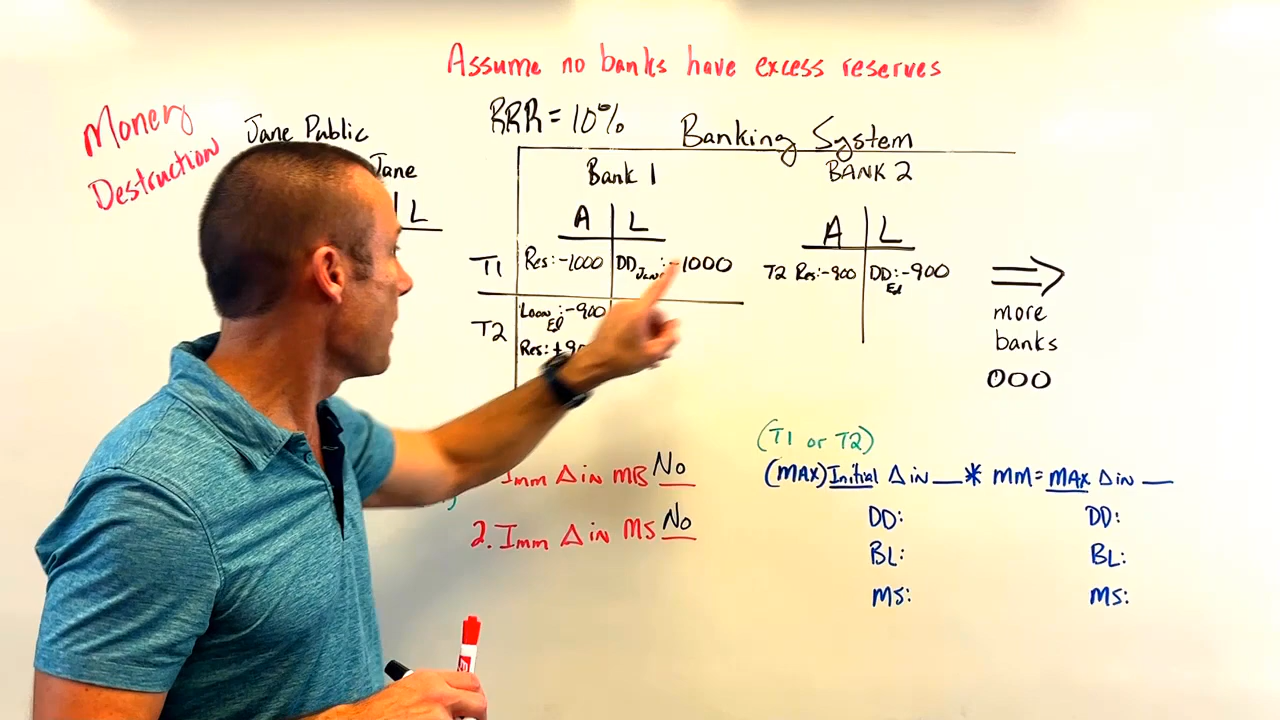 Assume no banks have excess reserves
Money
Destruction
Jane Public
Jane
L
RRR = 10%
Banking System
Bank 1
A L
T1 Res: -1000 DD Jane : -1000
T2 Loan Ed : -900
Res: +90
BANK 2
A L
T2 Res: -900 DD: -900
Ed
⇒
more
banks
000
Imm Δ in MB No
2. Imm Δ in MS No
(T1 or T2)
(MAX) Initial Δ in __ * MM = MAX Δ in __
DD: DD:
BL: BL:
MS: MS: